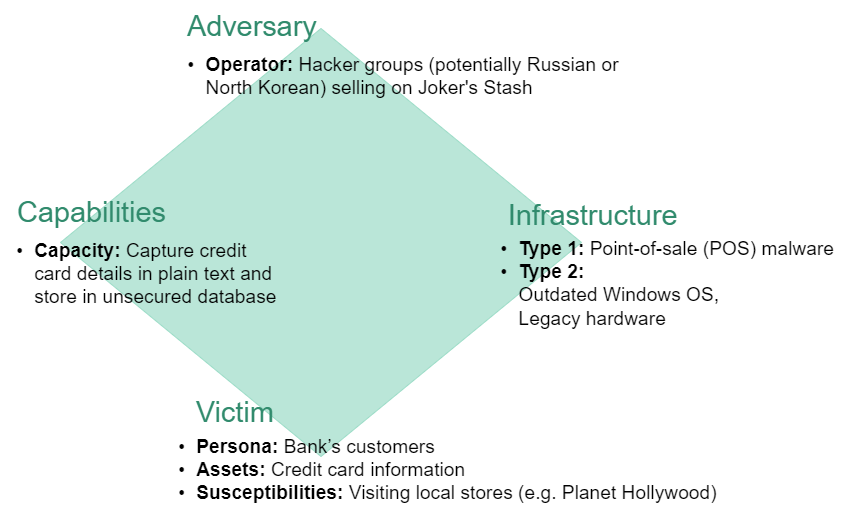 Adversary
• Operator: Hacker groups (potentially Russian or
North Korean) selling on Joker's Stash
Capabilities
• Capacity: Capture credit
card details in plain text and
store in unsecured database
Infrastructure
• Type 1: Point-of-sale (POS) malware
• Type 2:
Outdated Windows OS,
Legacy hardware
Victim
• Persona: Bank’s customers
• Assets: Credit card information
• Susceptibilities: Visiting local stores (e.g. Planet Hollywood)